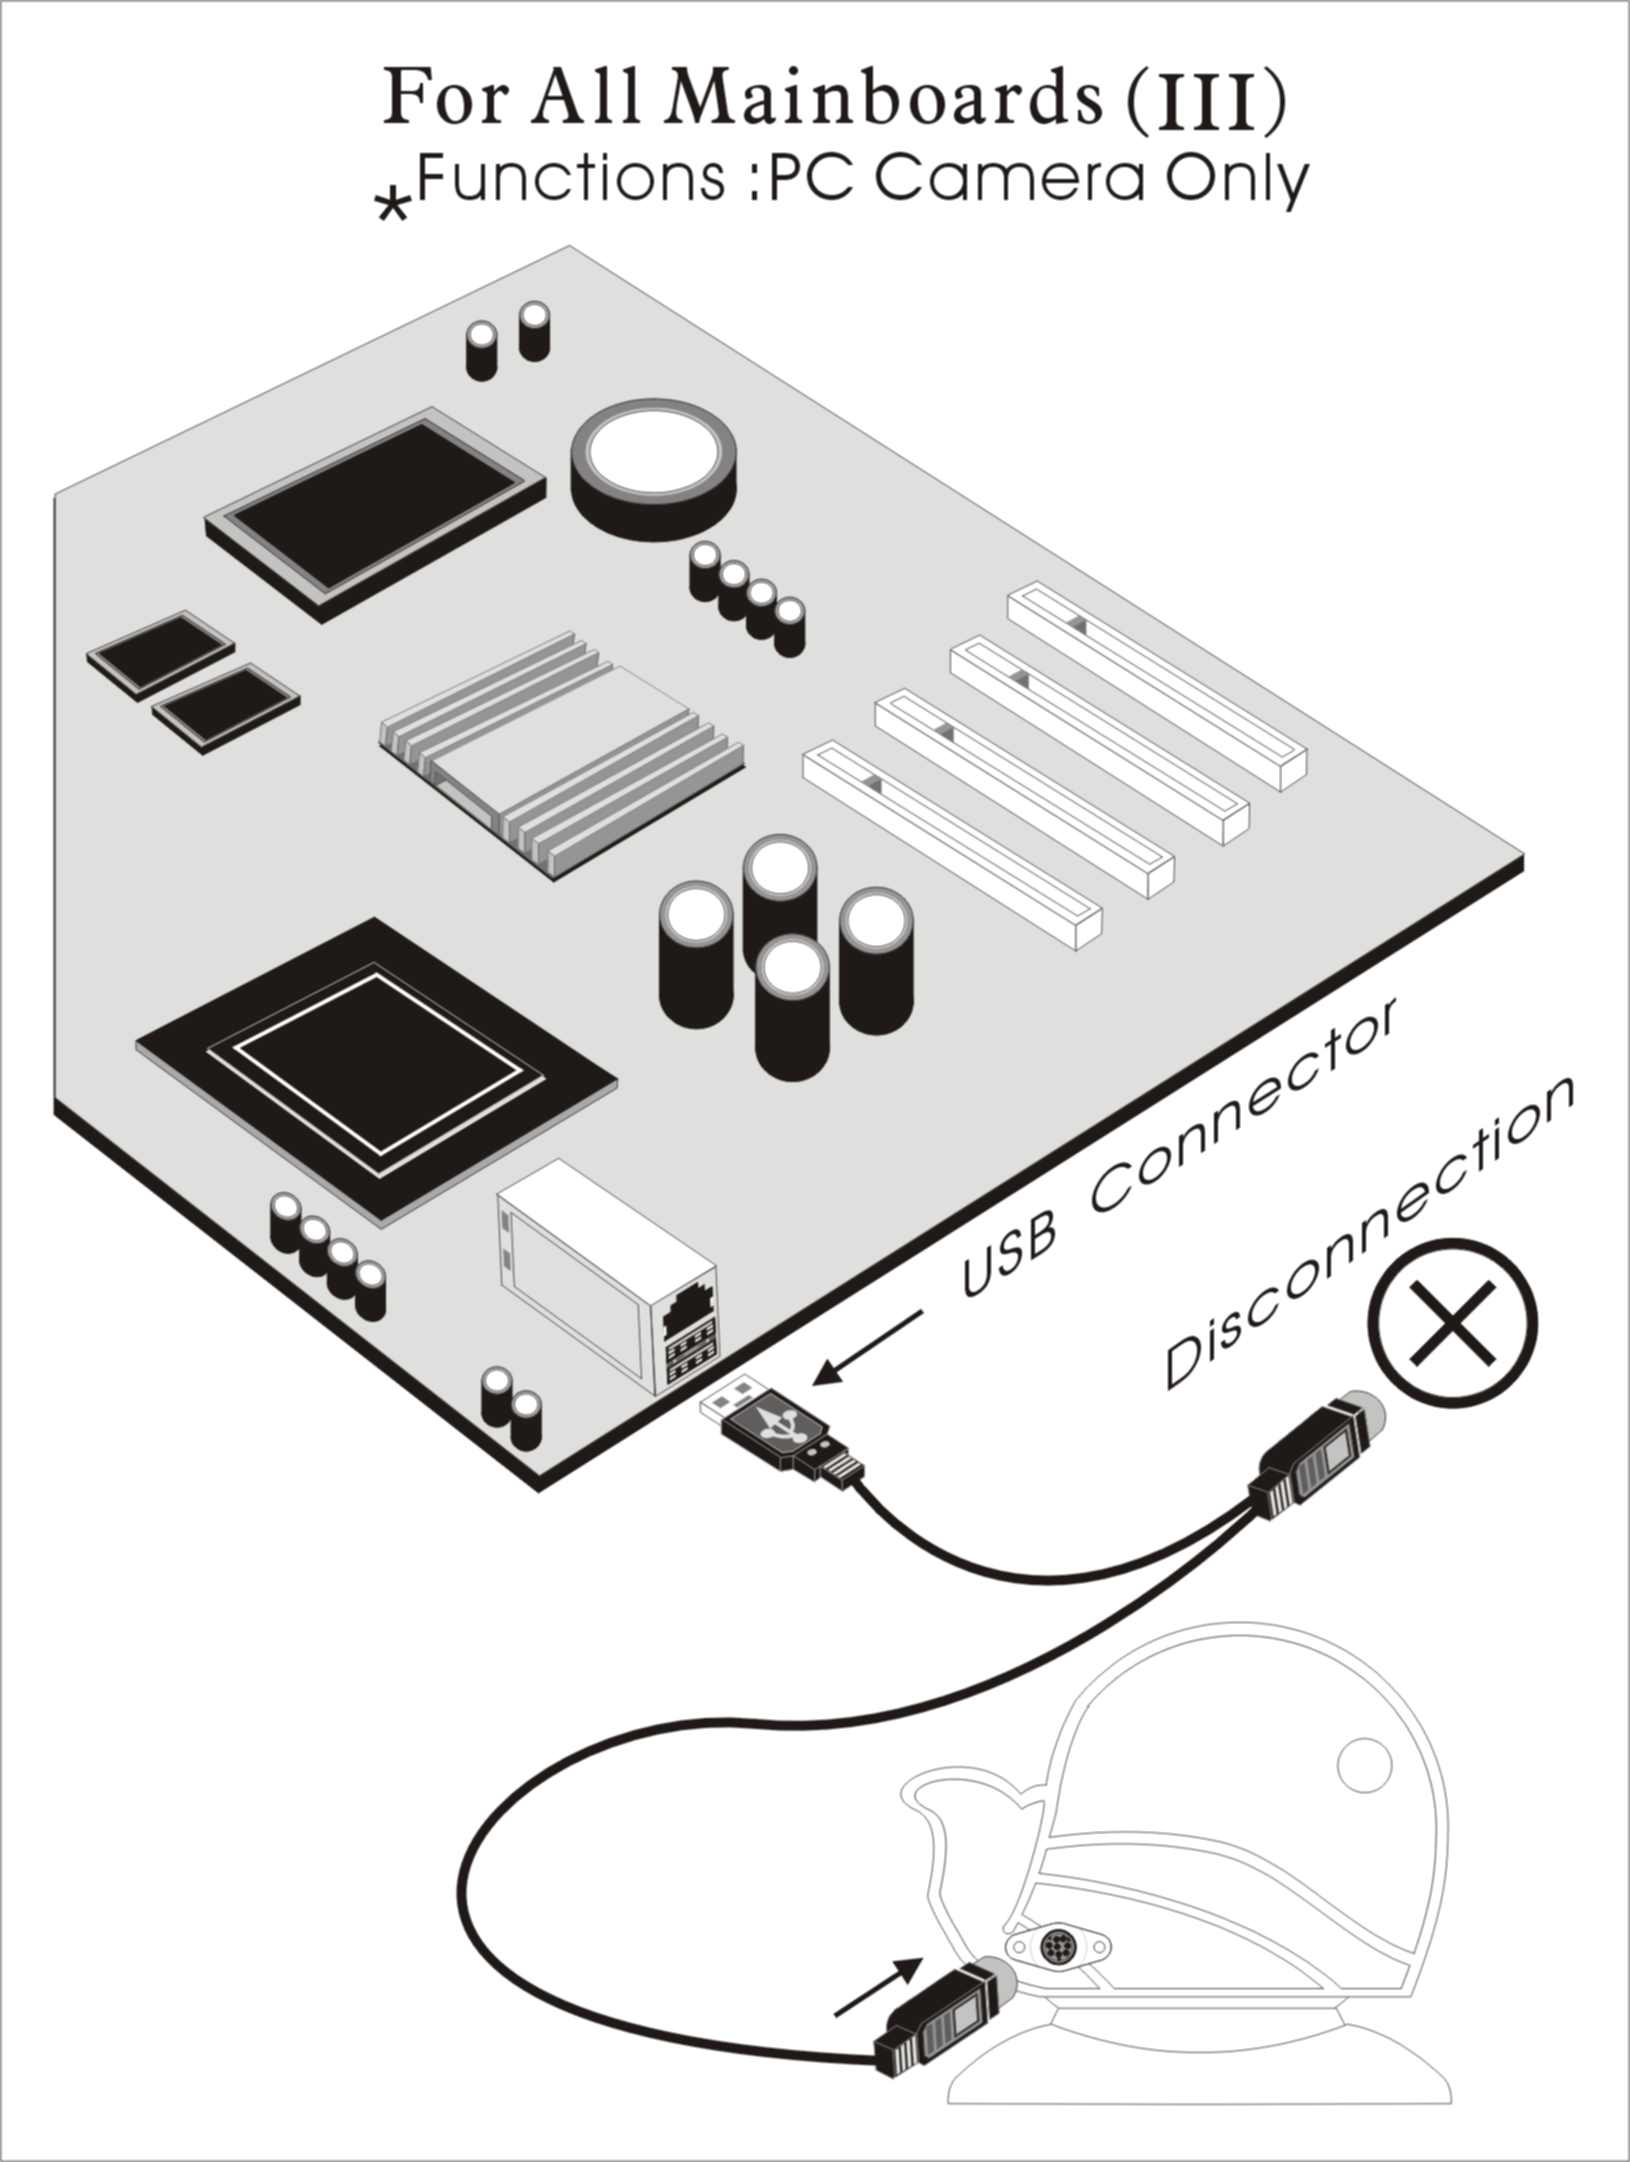 For All Mainboards (III)
*Functions :PC Camera Only
USB Connector
Disconnection